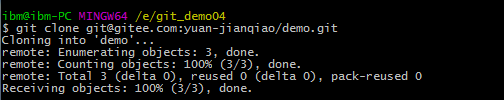 ibm@ibm-PC MINGW64 /e/git_demo04
$ git clone git@gitee.com:yuan-jianqiao/demo.git
Cloning into 'demo'...
remote: Enumerating objects: 3, done.
remote: Counting objects: 100% (3/3), done.
remote: Total 3 (delta 0), reused 0 (delta 0), pack-reused 0
Receiving objects: 100% (3/3), done.